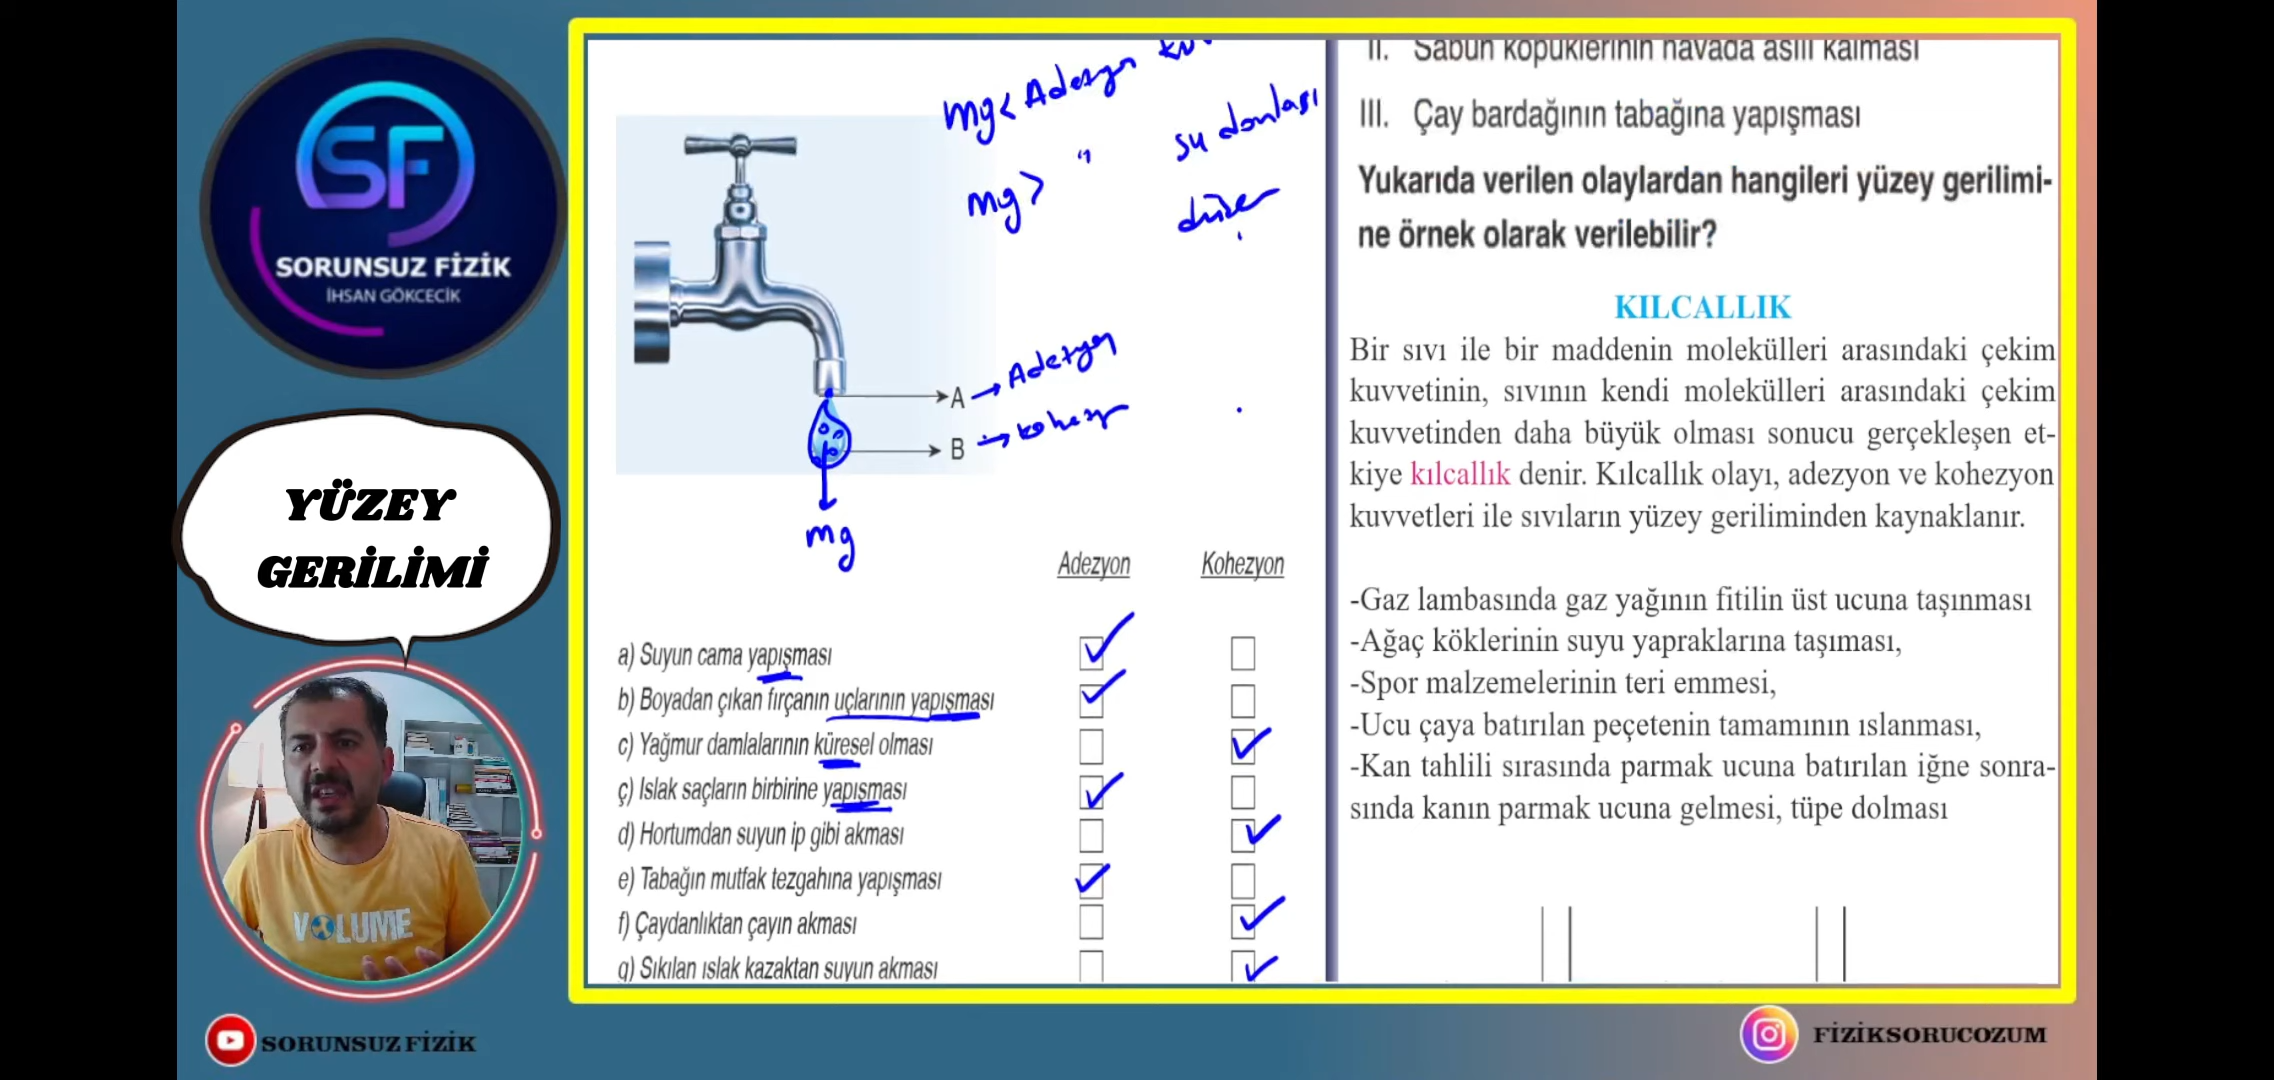 SF
SORUNSUZ FİZİK
İHSAN GÖKCECİK
YÜZEY
GERİLİMİ
VOLUME
SORUNSUZ FİZİK
mg< Adezyon
mg> " su damlası
düşer
A → Adezyon
B → kohezyon
mg
Adezyon Kohezyon
a) Suyun cama yapışması
b) Boyadan çıkan fırçanın uçlarının yapışması
c) Yağmur damlalarının küresel olması
ç) Islak saçların birbirine yapışması
d) Hortumdan suyun ip gibi akması
e) Tabağın mutfak tezgahına yapışması
f) Çaydanlıktan çayın akması
g) Sıkılan ıslak kazaktan suyun akması
II. Sabun köpüklerinin havada asılı kalması
III. Çay bardağının tabağına yapışması
Yukarıda verilen olaylardan hangileri yüzey gerilimi-
ne örnek olarak verilebilir?
KILCALLIK
Bir sıvı ile bir maddenin molekülleri arasındaki çekim
kuvvetinin, sıvının kendi molekülleri arasındaki çekim
kuvvetinden daha büyük olması sonucu gerçekleşen et-
kiye kılcallık denir. Kılcallık olayı, adezyon ve kohezyon
kuvvetleri ile sıvıların yüzey geriliminden kaynaklanır.
-Gaz lambasında gaz yağının fitilin üst ucuna taşınması
-Ağaç köklerinin suyu yapraklarına taşıması,
-Spor malzemelerinin teri emmesi,
-Ucu çaya batırılan peçetenin tamamının ıslanması,
-Kan tahlili sırasında parmak ucuna batırılan iğne sonra-
sında kanın parmak ucuna gelmesi, tüpe dolması
FİZİKSORUCOZUM